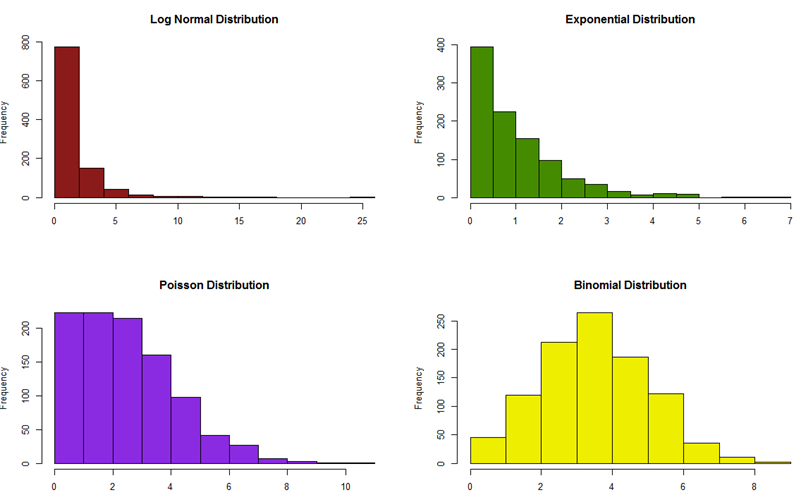 Log Normal Distribution
Frequency
800
600
400
200
0
0 5 10 15 20 25
Exponential Distribution
Frequency
400
300
200
100
0
0 1 2 3 4 5 6 7
Poisson Distribution
Frequency
200
150
100
50
0
0 2 4 6 8 10
Binomial Distribution
Frequency
250
200
150
100
50
0
0 2 4 6 8